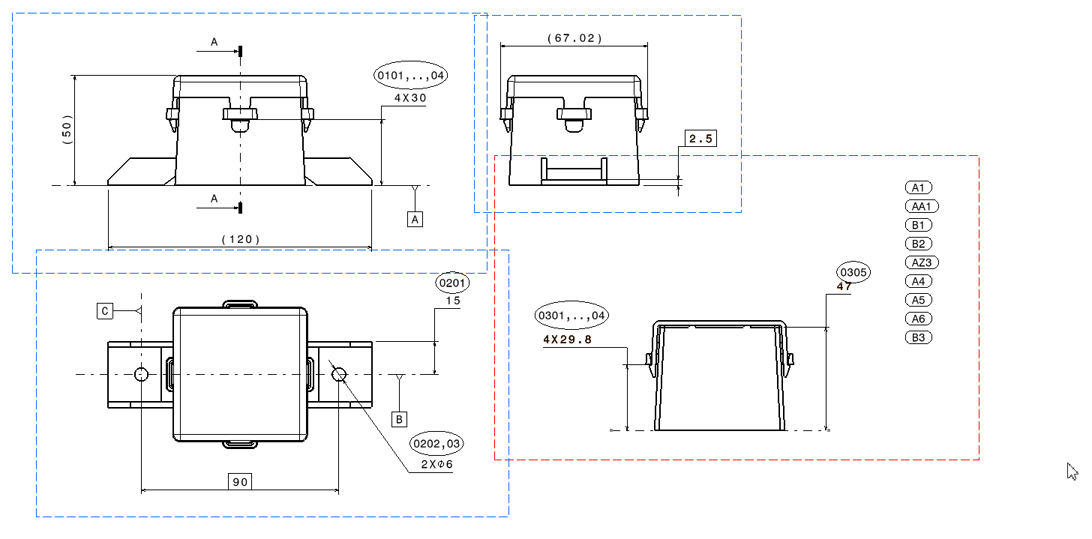 A
(67.02)
0101,..,04
4X30
(50)
2.5
A
A
(120)
A1
AA1
B1
B2
AZ3
A4
A5
A6
B3
0201
15
C
B
0202,03
2XΦ6
90
0305
47
0301,..,04
4X29.8